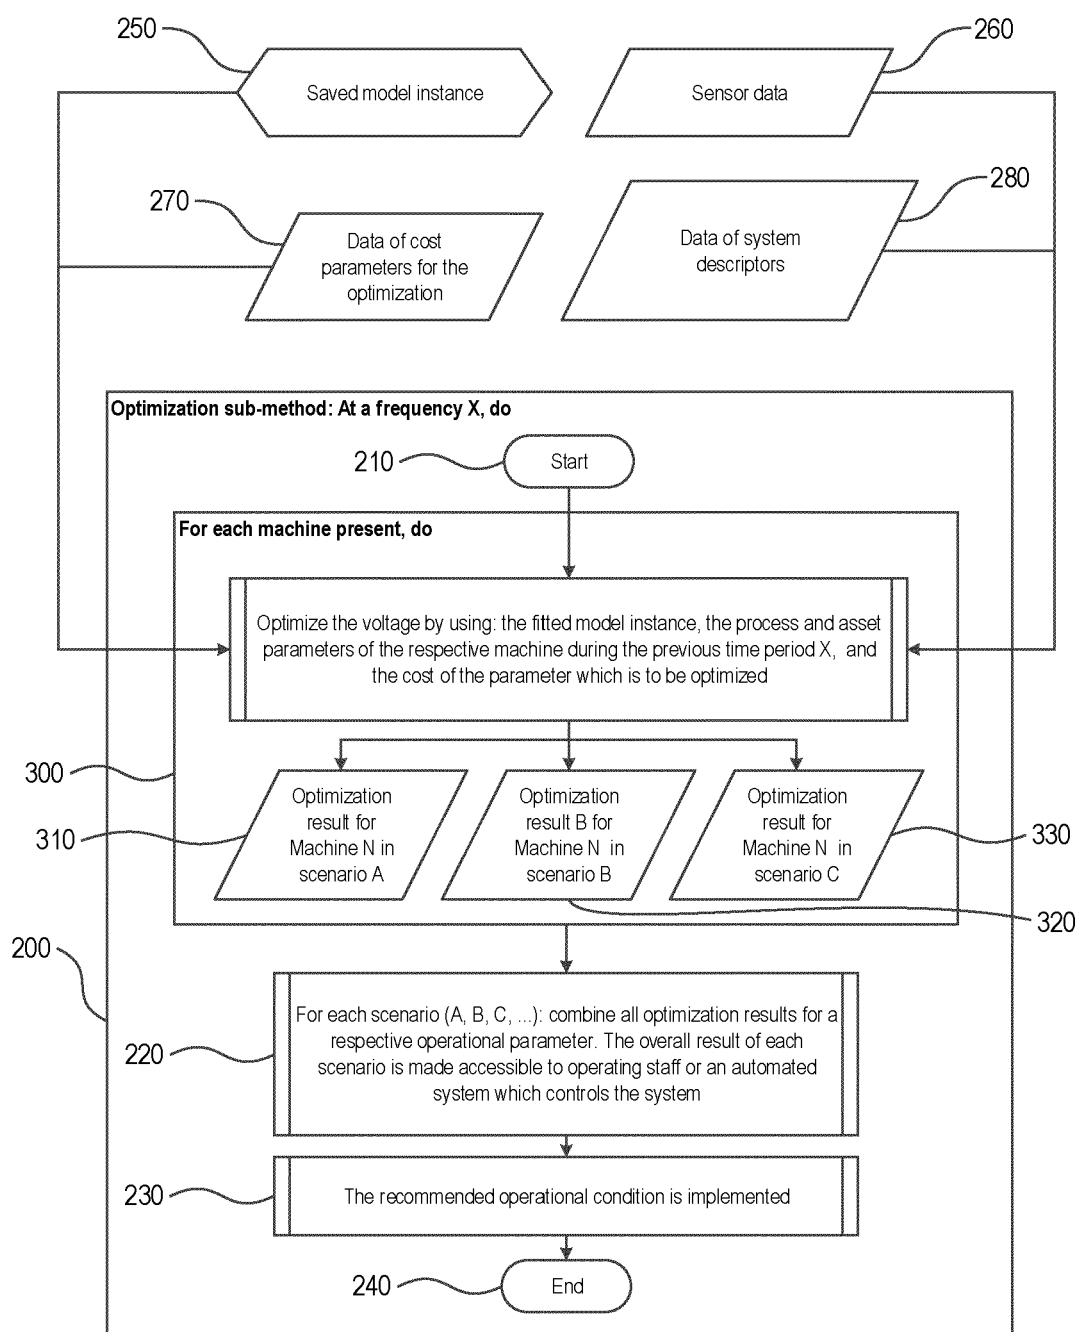 250
260
Saved model instance
Sensor data
270
280
Data of cost
parameters for the
optimization
Data of system
descriptors
Optimization sub-method: At a frequency X, do
210
Start
For each machine present, do
Optimize the voltage by using: the fitted model instance, the process and asset
parameters of the respective machine during the previous time period X, and
the cost of the parameter which is to be optimized
300
310
Optimization
result for
Machine N in
scenario A
Optimization
result B for
Machine N in
scenario B
Optimization
result for
Machine N in
scenario C
330
320
200
220
For each scenario (A, B, C, ...): combine all optimization results for a
respective operational parameter. The overall result of each
scenario is made accessible to operating staff or an automated
system which controls the system
230
The recommended operational condition is implemented
240
End